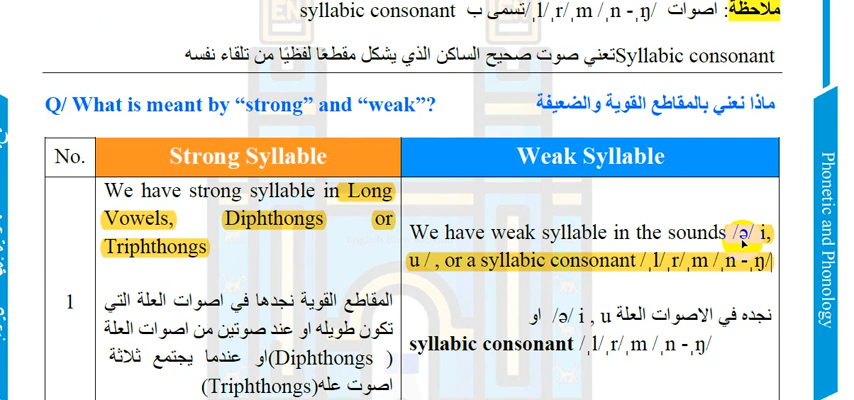 ملاحظة: اصوات /ˌl/ˌr/ˌm /ˌn -ˌŋ/تسمى ب syllabic consonant
Syllabic consonantتعني صوت صحيح الساكن الذي يشكل مقطعًا لفظيًا من تلقاء نفسه
Q/ What is meant by “strong” and “weak”? ماذا نعني بالمقاطع القوية والضعيفة
No. Strong Syllable Weak Syllable
1
We have strong syllable in Long
Vowels, Diphthongs or
Triphthongs
المقاطع القوية نجدها في اصوات العلة التي
تكون طويله او عند صوتين من اصوات العلة
( Diphthongs)او عندما يجتمع ثلاثة
اصوت عله(Triphthongs)
We have weak syllable in the sounds /ə/ i,
u / , or a syllabic consonant /ˌl/ˌr/ˌm /ˌn -ˌŋ/
نجده في الاصوات العلة /ə/ i , u او
syllabic consonant /ˌl/ˌr/ˌm /ˌn -ˌŋ/
Phonetic and Phonology